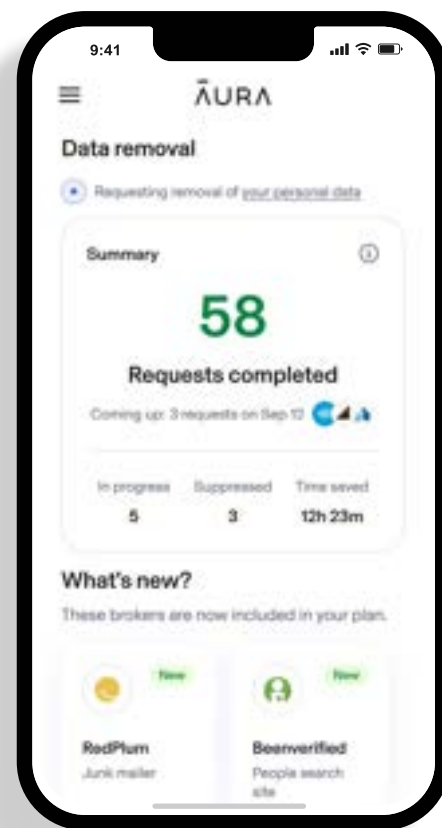 9:41
ĀURA
Data removal
Requesting removal of your personal data
Summary
58
Requests completed
Coming up: 3 requests on Sep 12
In progress Suppressed Time saved
5 3 12h 23m
What's new?
These brokers are now included in your plan.
New New
RedPlum Beenverified
Junk mailer People search
site